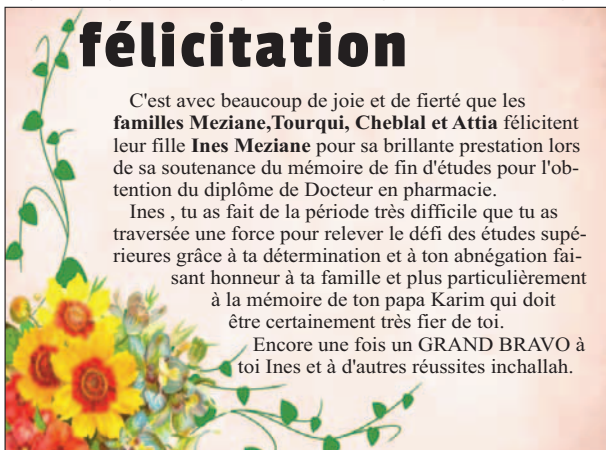 félicitation
C'est avec beaucoup de joie et de fierté que les
familles Meziane,Tourqui, Cheblal et Attia félicitent
leur fille Ines Meziane pour sa brillante prestation lors
de sa soutenance du mémoire de fin d'études pour l'ob-
tention du diplôme de Docteur en pharmacie.
Ines , tu as fait de la période très difficile que tu as
traversée une force pour relever le défi des études supé-
rieures grâce à ta détermination et à ton abnégation fai-
sant honneur à ta famille et plus particulièrement
à la mémoire de ton papa Karim qui doit
être certainement très fier de toi.
Encore une fois un GRAND BRAVO à
toi Ines et à d'autres réussites inchallah.